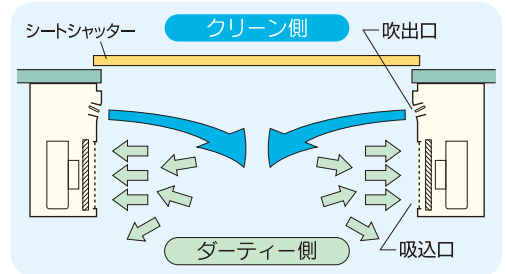 シートシャッター
クリーン側
吹出口
吸込口
ダーティー側